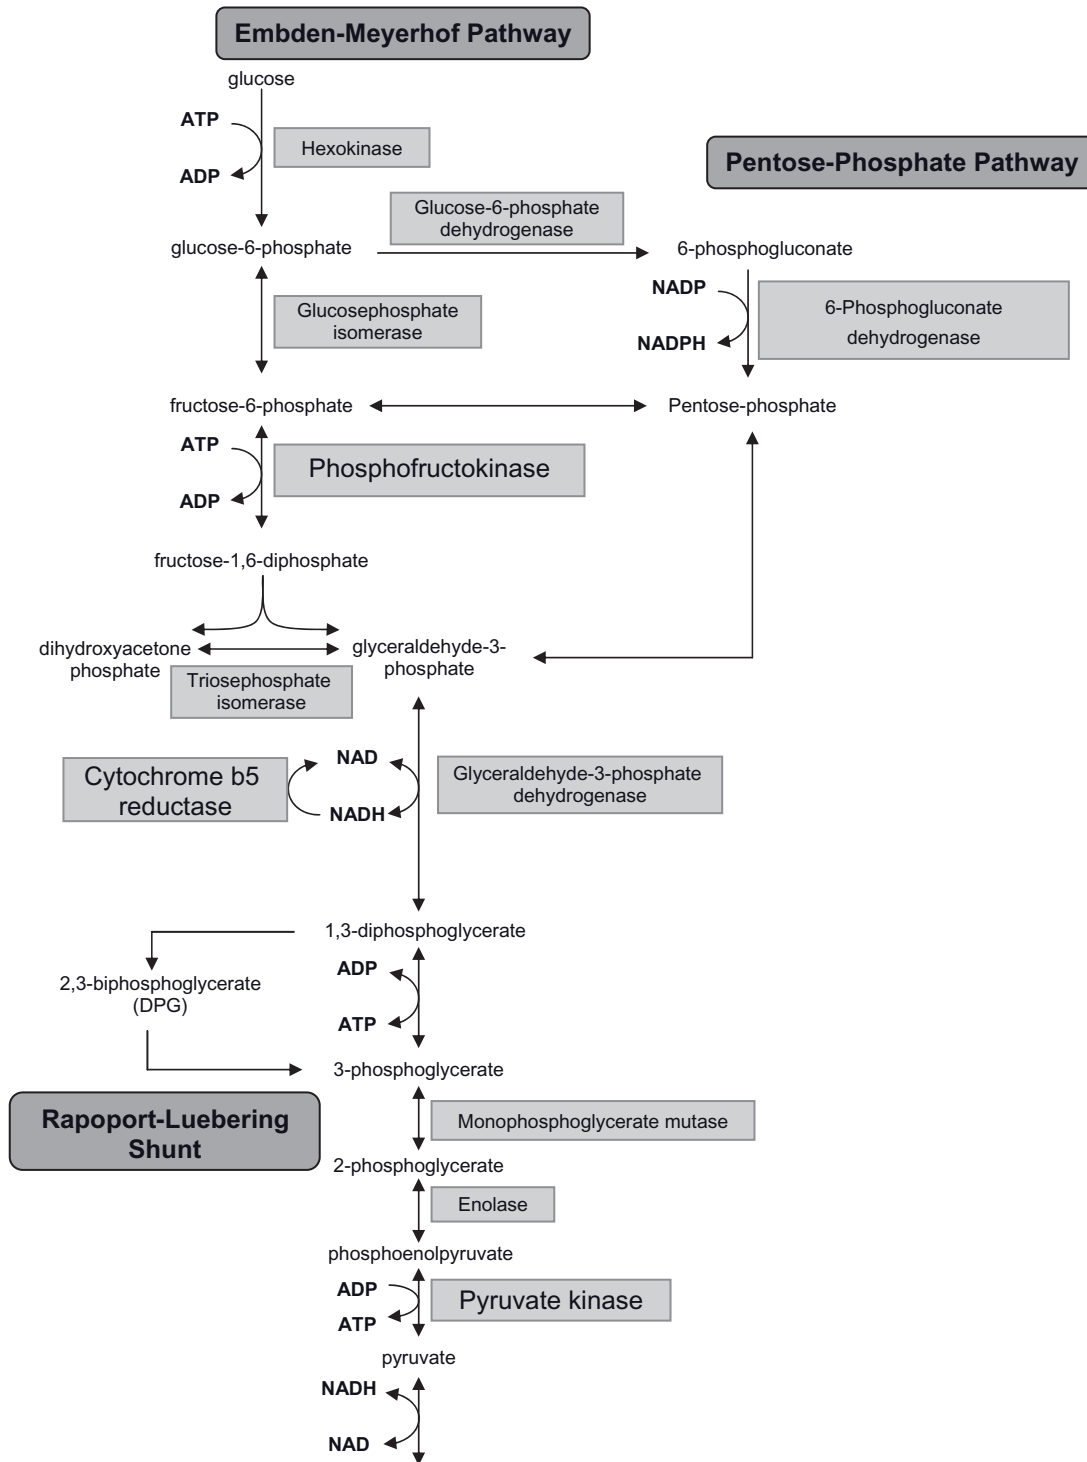 Embden-Meyerhof Pathway
glucose
ATP
Hexokinase
ADP
Pentose-Phosphate Pathway
Glucose-6-phosphate
dehydrogenase
glucose-6-phosphate
6-phosphogluconate
NADP
6-Phosphogluconate
dehydrogenase
NADPH
Glucosephosphate
isomerase
fructose-6-phosphate
Pentose-phosphate
ATP
Phosphofructokinase
ADP
fructose-1,6-diphosphate
dihydroxyacetone
phosphate
glyceraldehyde-3-
phosphate
Triosephosphate
isomerase
Cytochrome b5
reductase
NAD
NADH
Glyceraldehyde-3-phosphate
dehydrogenase
1,3-diphosphoglycerate
2,3-biphosphoglycerate
(DPG)
ADP
ATP
3-phosphoglycerate
Rapoport-Luebering
Shunt
Monophosphoglycerate mutase
2-phosphoglycerate
Enolase
phosphoenolpyruvate
ADP
Pyruvate kinase
ATP
pyruvate
NADH
NAD